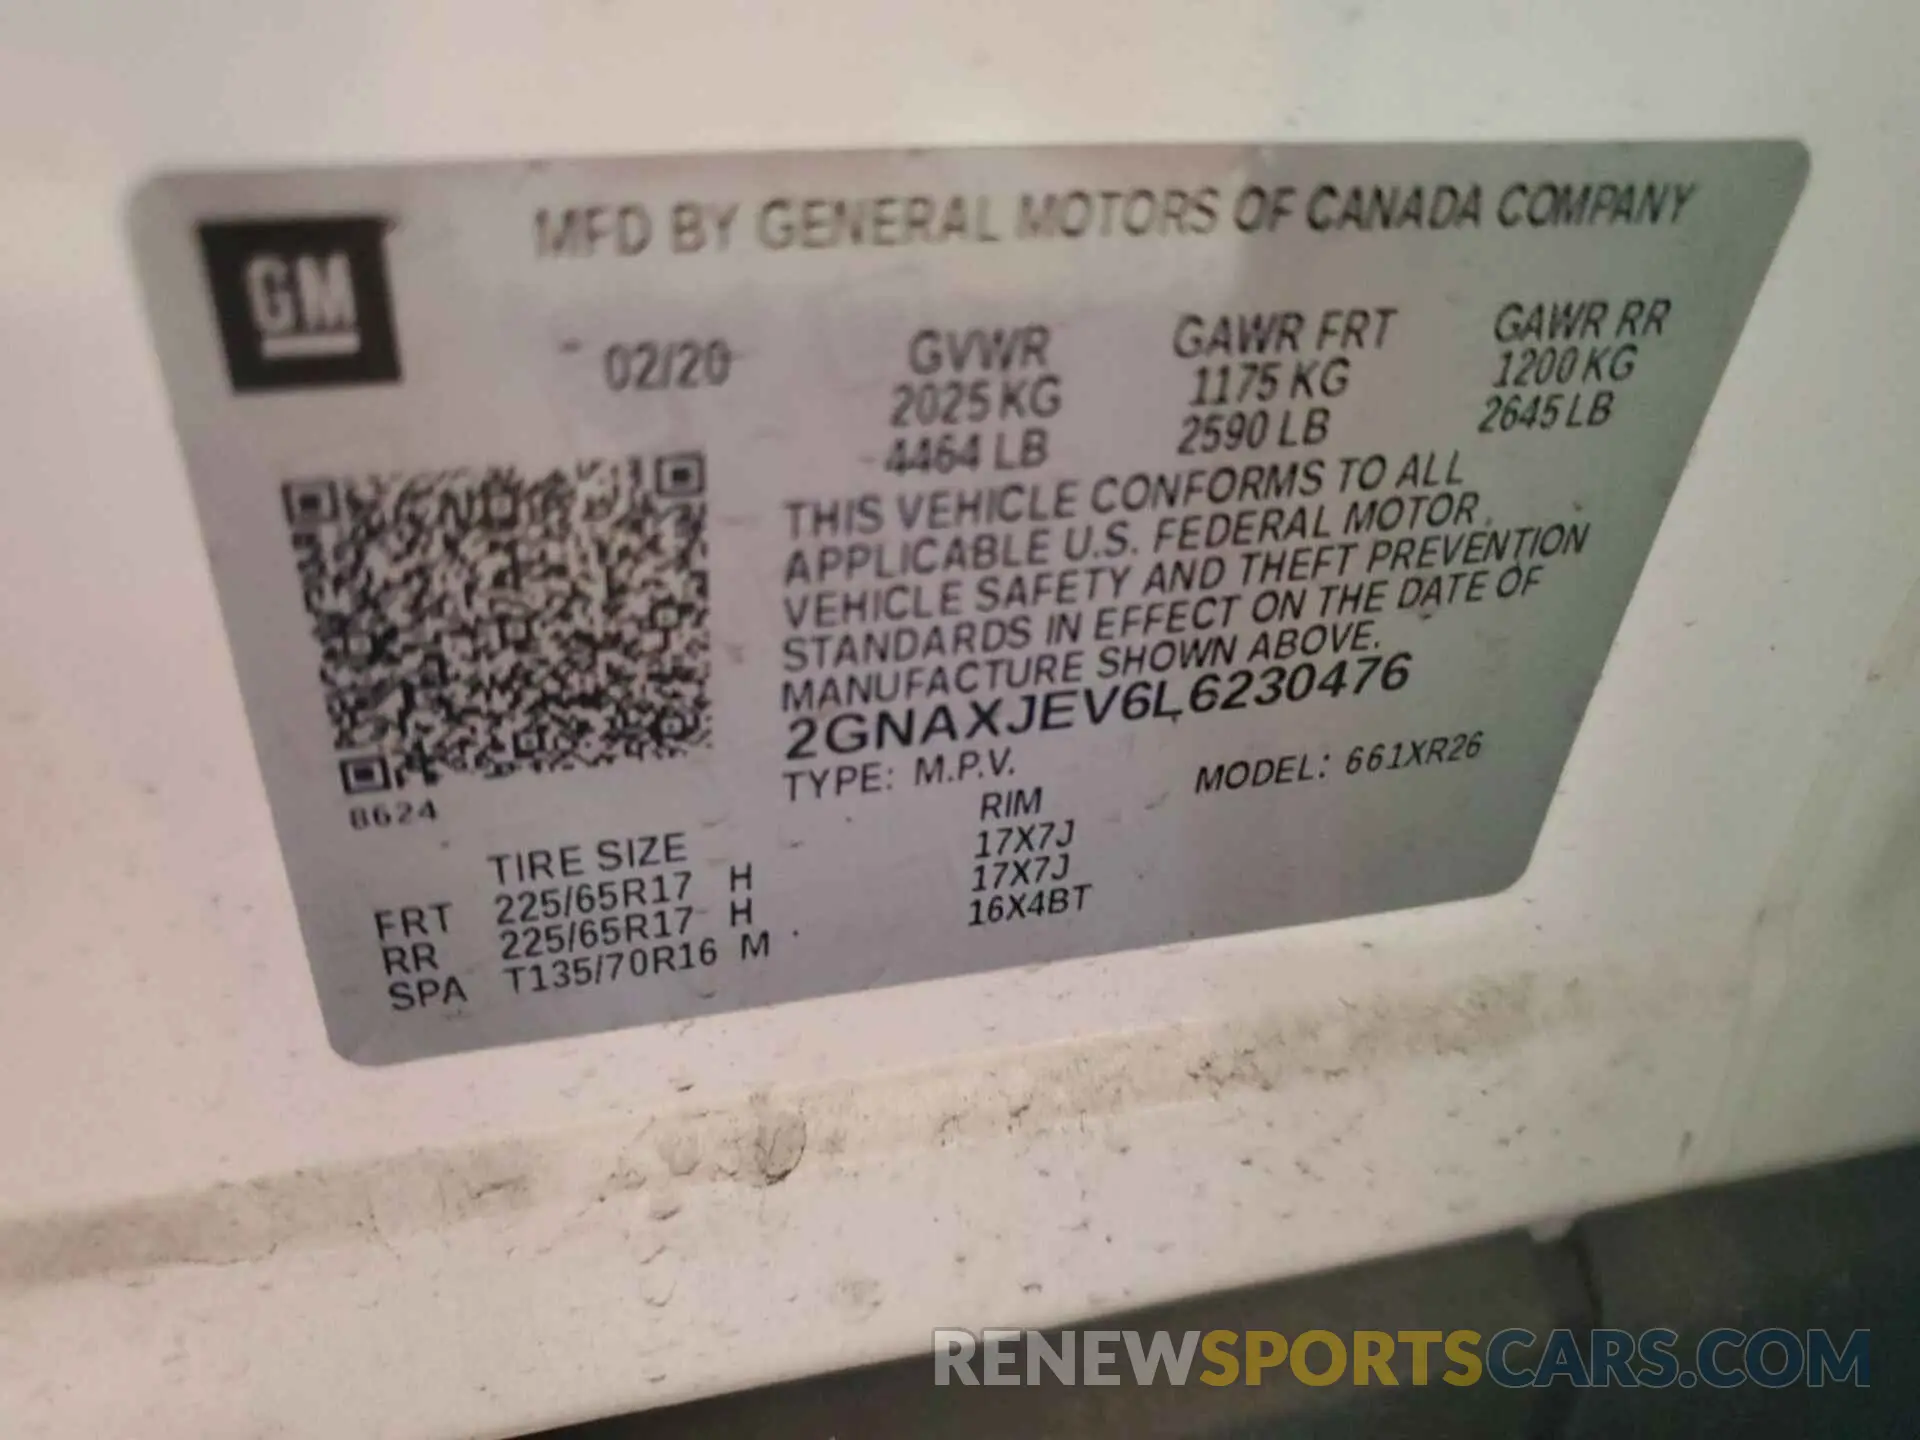 GM
MFD BY GENERAL MOTORS OF CANADA COMPANY
02/20 GVWR GAWR FRT GAWR RR
2025 KG 1175 KG 1200 KG
4464 LB 2590 LB 2645 LB
THIS VEHICLE CONFORMS TO ALL
APPLICABLE U.S. FEDERAL MOTOR
VEHICLE SAFETY AND THEFT PREVENTION
STANDARDS IN EFFECT ON THE DATE OF
MANUFACTURE SHOWN ABOVE.
2GNAXJEV6L6230476
TYPE: M.P.V. MODEL: 661XR26
8624
TIRE SIZE RIM
FRT 225/65R17 H 17X7J
RR 225/65R17 H 17X7J
SPA T135/70R16 M 16X4BT
RENEWSPORTSCARS.COM